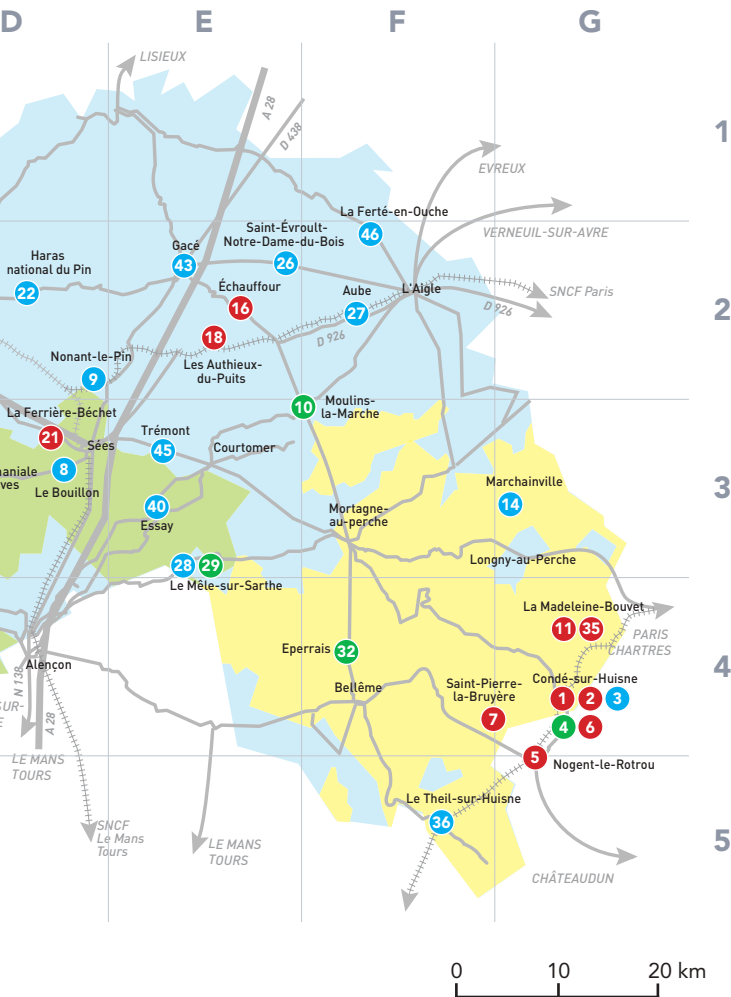 D
E
F
G
LISIEUX
A 28
D 438
1
EVREUX
La Ferté-en-Ouche
46
VERNEUIL-SUR-AVRE
Saint-Évroult-
Notre-Dame-du-Bois
26
Gacé
43
Haras
national du Pin
22
Échauffour
16
Aube
27
L'Aigle
SNCF Paris
D 926
2
18
D 926
Les Authieux-
du-Puits
Nonant-le-Pin
9
10
Moulins-
la-Marche
La Ferrière-Béchet
21
Sées
Trémont
45
Courtomer
8
Le Bouillon
aniale
ves
40
Essay
Marchainville
14
3
Mortagne-
au-perche
Longny-au-Perche
28
29
Le Mêle-sur-Sarthe
La Madeleine-Bouvet
11
35
PARIS
CHARTRES
Eperrais
32
4
Alençon
Bellême
Saint-Pierre-
la-Bruyère
7
Condé-sur-Huisne
1
2
3
4
6
N 138
SUR-
E
A 28
LE MANS
TOURS
5
Nogent-le-Rotrou
Le Theil-sur-Huisne
36
SNCF
Le Mans
Tours
LE MANS
TOURS
5
CHÂTEAUDUN
0
10
20 km